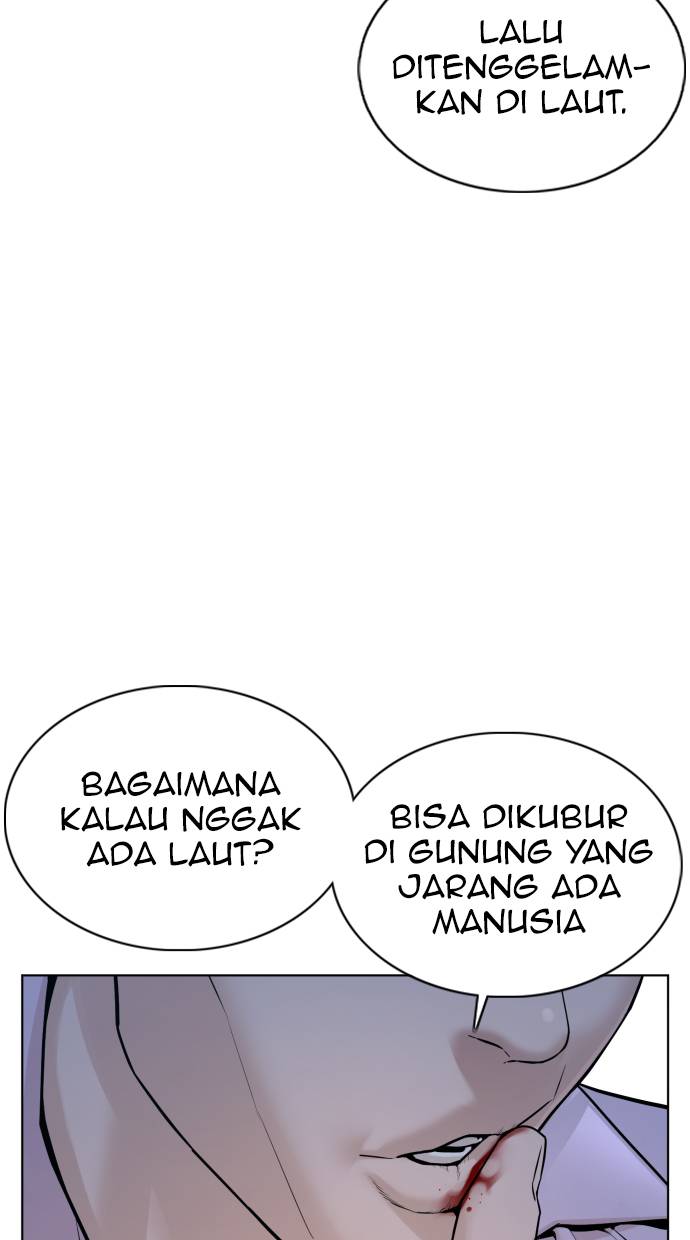 LALU
DITENGGELAM-
KAN DI LAUT.
BAGAIMANA
KALAU NGGAK
ADA LAUT?
BISA DIKUBUR
DI GUNUNG YANG
JARANG ADA
MANUSIA